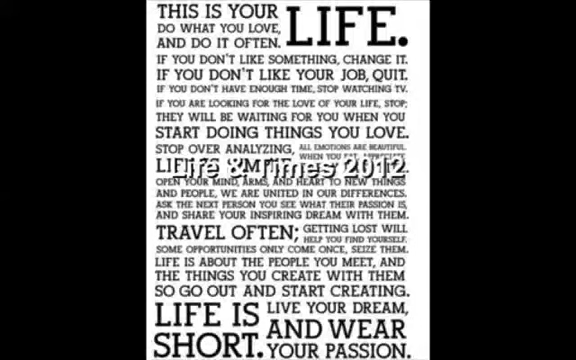 THIS IS YOUR LIFE.
DO WHAT YOU LOVE,
AND DO IT OFTEN.
IF YOU DON'T LIKE SOMETHING, CHANGE IT.
IF YOU DON'T LIKE YOUR JOB, QUIT.
IF YOU DON'T HAVE ENOUGH TIME, STOP WATCHING TV.
IF YOU ARE LOOKING FOR THE LOVE OF YOUR LIFE, STOP;
THEY WILL BE WAITING FOR YOU WHEN YOU
START DOING THINGS YOU LOVE.
STOP OVER ANALYZING,
ALL EMOTIONS ARE BEAUTIFUL.
WHEN YOU
Life & Times 2012
OPEN YOUR MIND, ARMS, AND HEART TO NEW THINGS
AND PEOPLE, WE ARE UNITED IN OUR DIFFERENCES.
ASK THE NEXT PERSON YOU SEE WHAT THEIR PASSION IS,
AND SHARE YOUR INSPIRING DREAM WITH THEM.
TRAVEL OFTEN;
GETTING LOST WILL
HELP YOU FIND YOURSELF.
SOME OPPORTUNITIES ONLY COME ONCE, SEIZE THEM.
LIFE IS ABOUT THE PEOPLE YOU MEET, AND
THE THINGS YOU CREATE WITH THEM
SO GO OUT AND START CREATING.
LIFE IS
SHORT.
LIVE YOUR DREAM,
AND WEAR
YOUR PASSION.